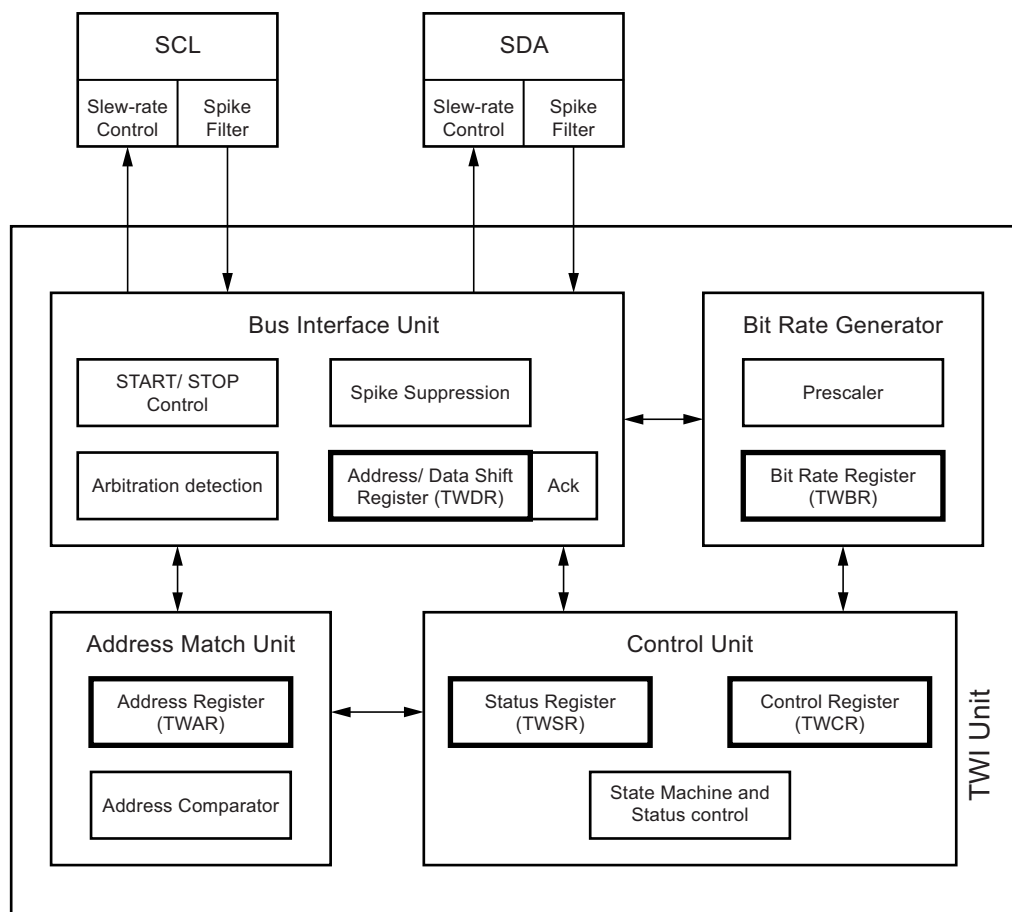 SCL
Slew-rate
Control
Spike
Filter
SDA
Slew-rate
Control
Spike
Filter
Bus Interface Unit
START/ STOP
Control
Spike Suppression
Arbitration detection
Address/ Data Shift
Register (TWDR)
Ack
Bit Rate Generator
Prescaler
Bit Rate Register
(TWBR)
Address Match Unit
Address Register
(TWAR)
Address Comparator
Control Unit
Status Register
(TWSR)
Control Register
(TWCR)
State Machine and
Status control
TWI Unit